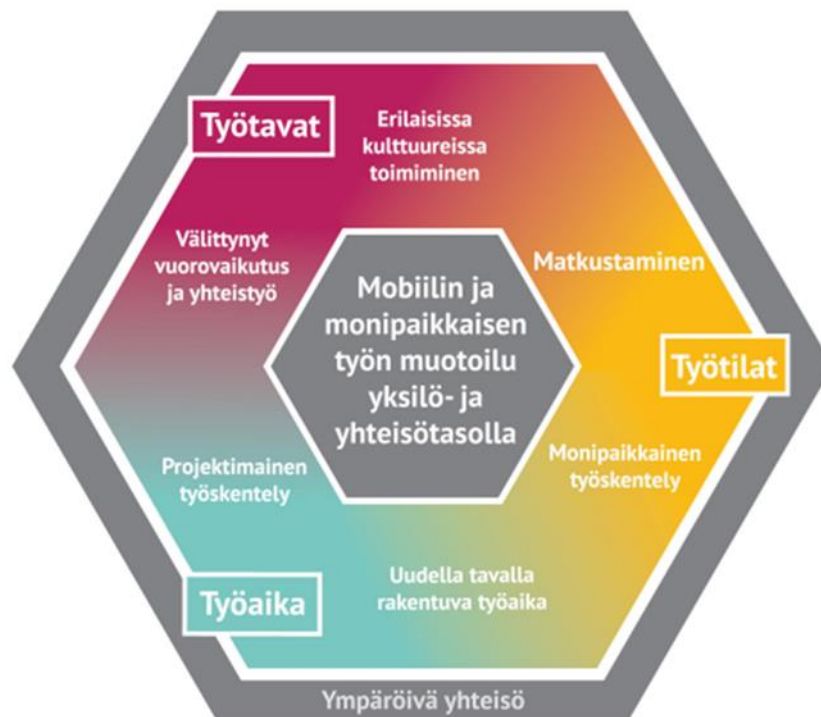 Työtavat
Erilaisissa
kulttuureissa
toimiminen
Välittynyt
vuorovaikutus
ja yhteistyö
Matkustaminen
Mobiilin ja
monipaikkaisen
työn muotoilu
yksilö- ja
yhteisötasolla
Työtilat
Projektimainen
työskentely
Monipaikkainen
työskentely
Uudella tavalla
rakentuva työaika
Työaika
Ympäröivä yhteisö